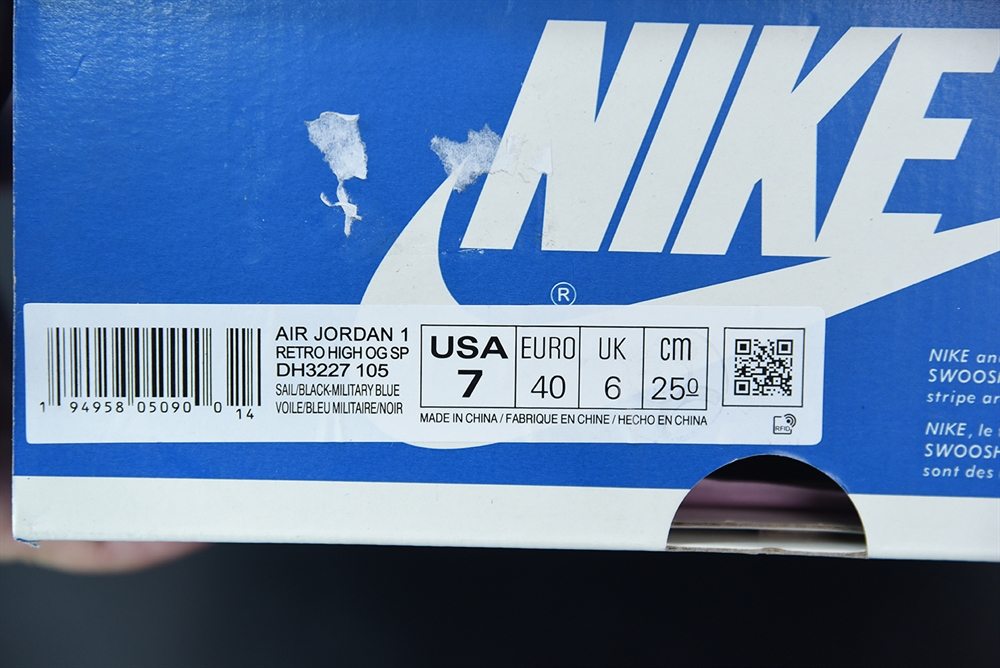 NIKE
®
AIR JORDAN 1
RETRO HIGH OG SP
DH3227 105
SAIL/BLACK-MILITARY BLUE
VOILE/BLEU MILITAIRE/NOIR
1 94958 05090 0 14
USA EURO UK cm
7 40 6 25０
MADE IN CHINA / FABRIQUE EN CHINE / HECHO EN CHINA
RFID
NIKE and
SWOOSH
stripe ar
NIKE, le
SWOOSH
sont des